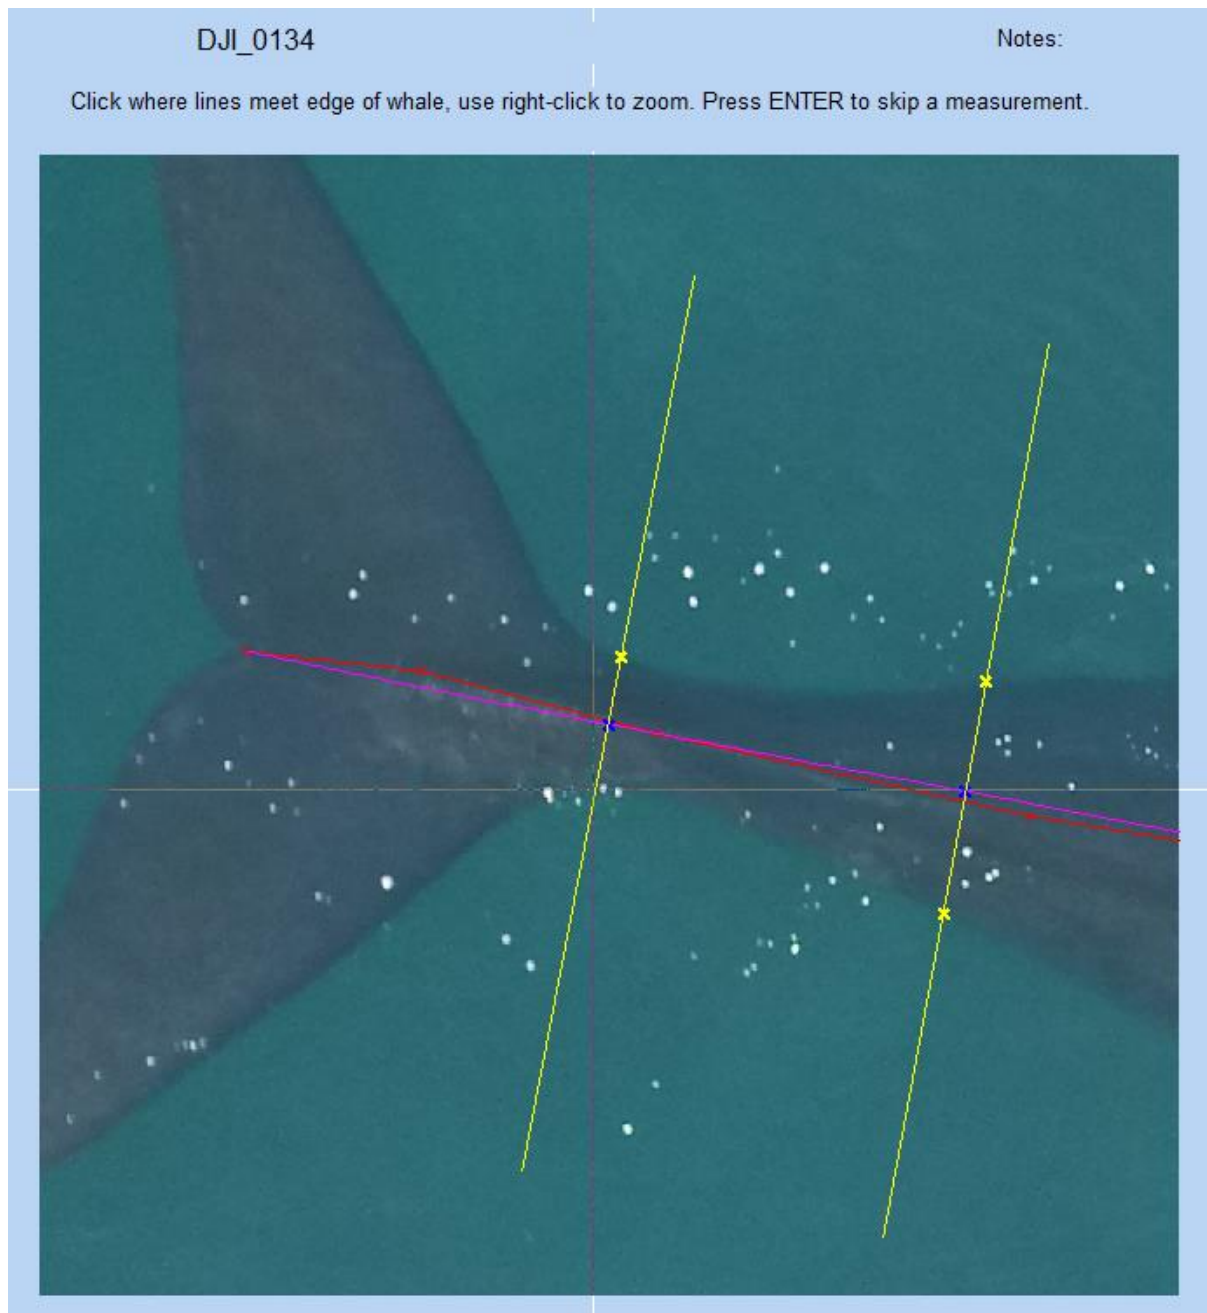 DJI_0134
Notes:
Click where lines meet edge of whale, use right-click to zoom. Press ENTER to skip a measurement.